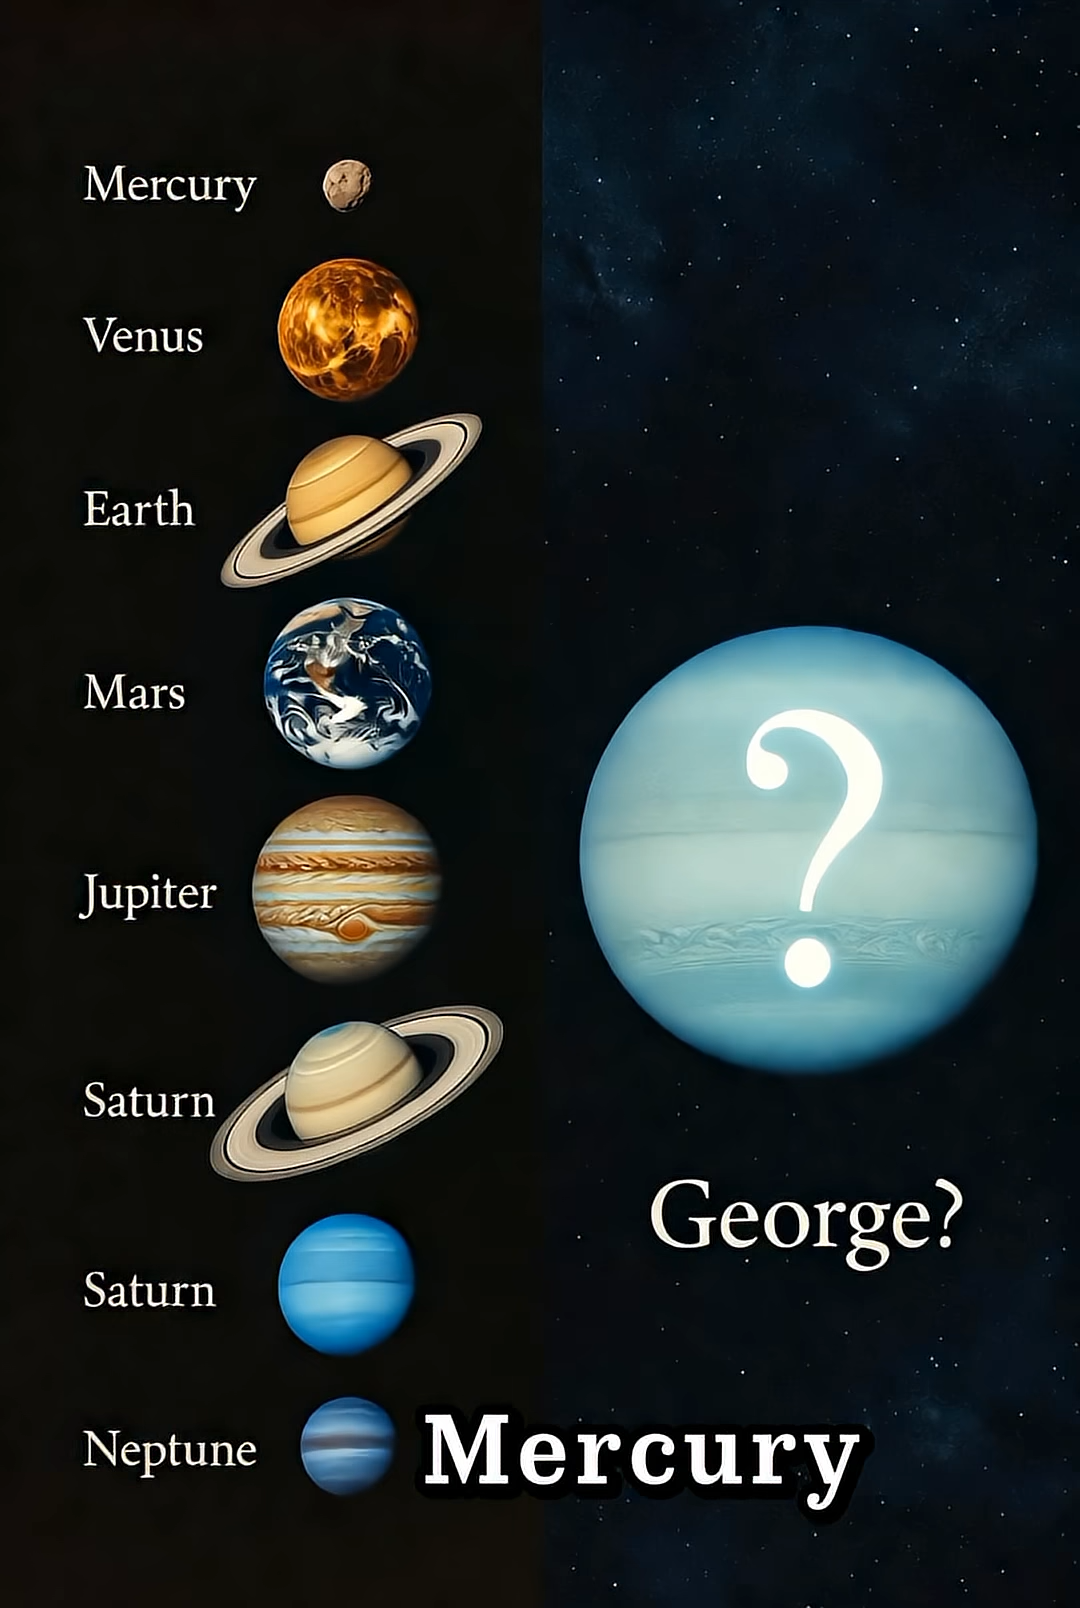 Mercury
Venus
Earth
Mars
Jupiter
Saturn
Saturn
Neptune
?
George?
Mercury